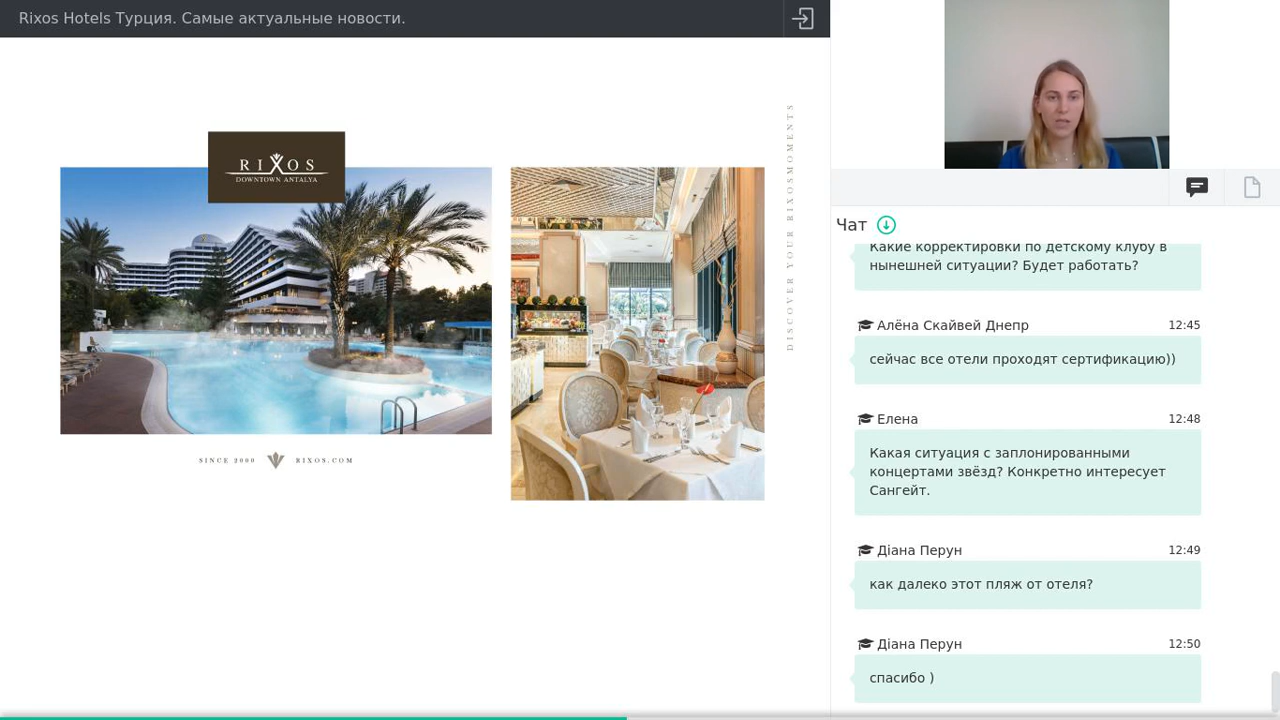 Rixos Hotels Турция. Самые актуальные новости.
RIXOS
DOWNTOWN ANTALYA
DISCOVER YOUR RIXOSMOMENTS
SINCE 2000 RIXOS.COM
Чат
Какие корректировки по детскому клубу в
нынешней ситуации? Будет работать?
Алёна Скайвей Днепр 12:45
сейчас все отели проходят сертификацию))
Елена 12:48
Какая ситуация с заплонированными
концертами звёзд? Конкретно интересует
Сангейт.
Діана Перун 12:49
как далеко этот пляж от отеля?
Діана Перун 12:50
спасибо )